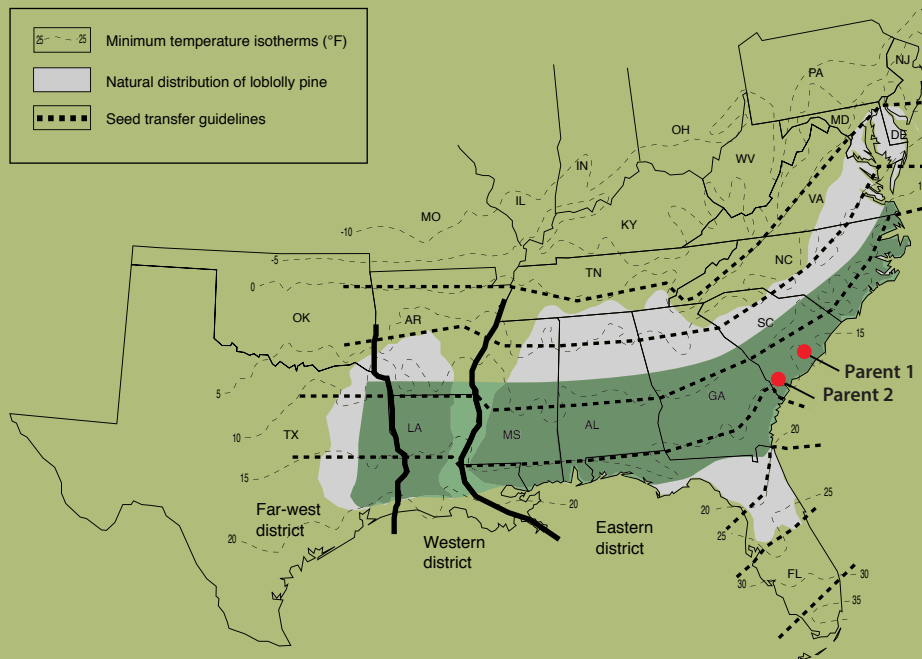 25 25 Minimum temperature isotherms (°F)
Natural distribution of loblolly pine
Seed transfer guidelines
NJ
PA
OH
MD
DE
WV
IN
IL
VA
MO
KY
-10
NC
-5
TN
0
OK
AR
SC
15
Parent 1
Parent 2
5
GA
TX
LA
MS
AL
20
10
15
25
20
20
Far-west
district
Western
district
Eastern
district
20
25
FL
30
30
35